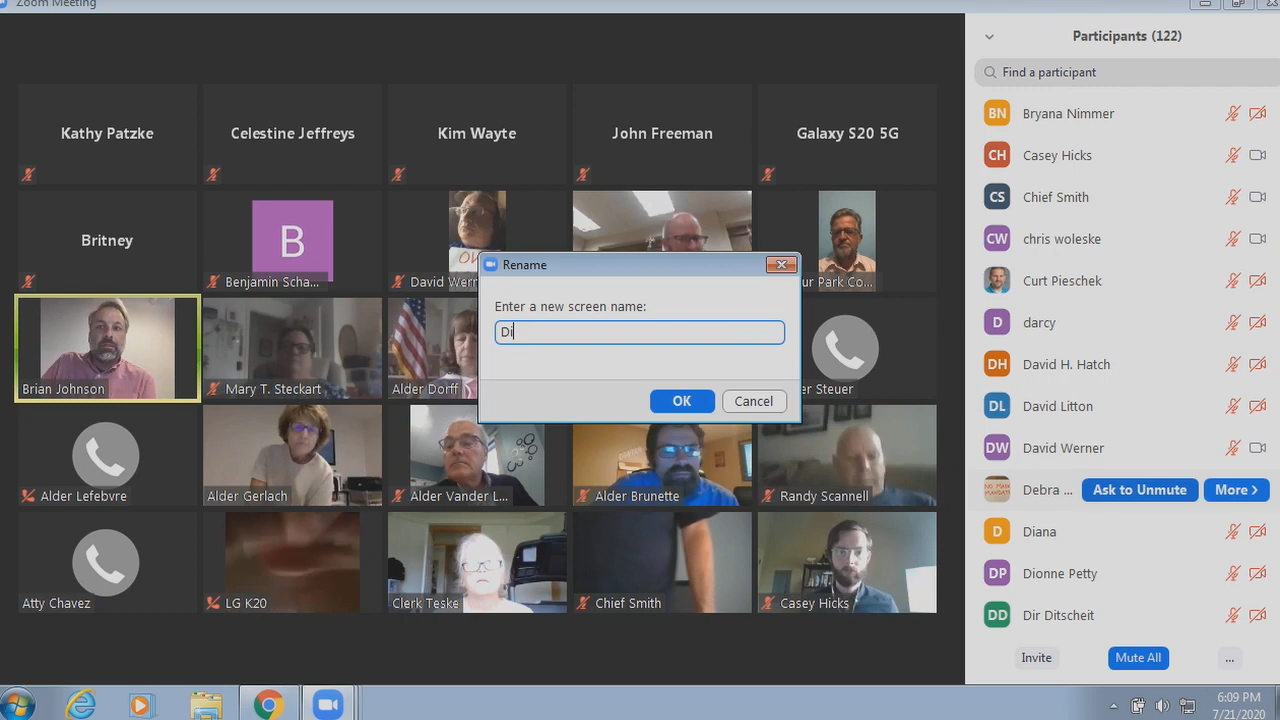 Zoom Meeting
Kathy Patzke
Celestine Jeffreys
Kim Wayte
John Freeman
Galaxy S20 5G
Britney
B
Benjamin Scha...
David Wern
ur Park Co...
Rename
Enter a new screen name:
Di
OK
Cancel
Brian Johnson
Mary T. Steckart
Alder Dorff
er Steuer
Alder Lefebvre
Alder Gerlach
Alder Vander L...
Alder Brunette
Randy Scannell
Atty Chavez
LG K20
Clerk Teske
Chief Smith
Casey Hicks
Participants (122)
Find a participant
BN Bryana Nimmer
CH Casey Hicks
CS Chief Smith
CW chris woleske
Curt Pieschek
D darcy
DH David H. Hatch
DL David Litton
DW David Werner
NO MASK MANDATE Debra ... Ask to Unmute More >
D Diana
DP Dionne Petty
DD Dir Ditscheit
Invite
Mute All
...
6:09 PM
7/21/2020